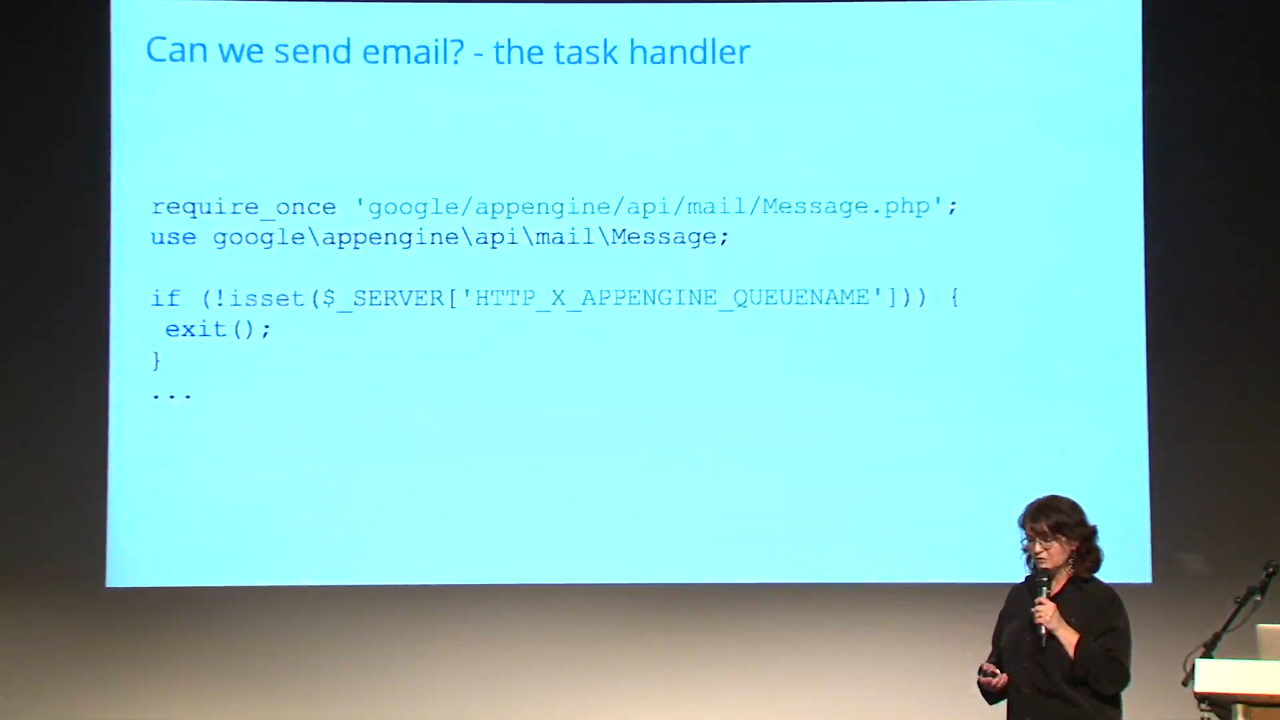 Can we send email? - the task handler
require_once 'google/appengine/api/mail/Message.php';
use google\appengine\api\mail\Message;
if (!isset($_SERVER['HTTP_X_APPENGINE_QUEUENAME'])) {
exit();
}
...